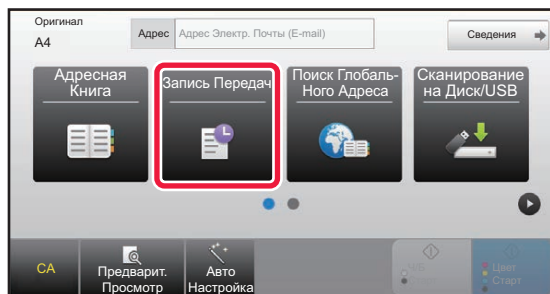 Оригинал
A4
Адрес
Адрес Электр. Почты (E-mail)
Сведения
Адресная
Книга
Запись Передач
Поиск Глобаль-
Ного Адреса
Сканирование
на Диск/USB
CA
Предварит.
Просмотр
Авто
Настройка
Ч/Б
Старт
Цвет
Старт